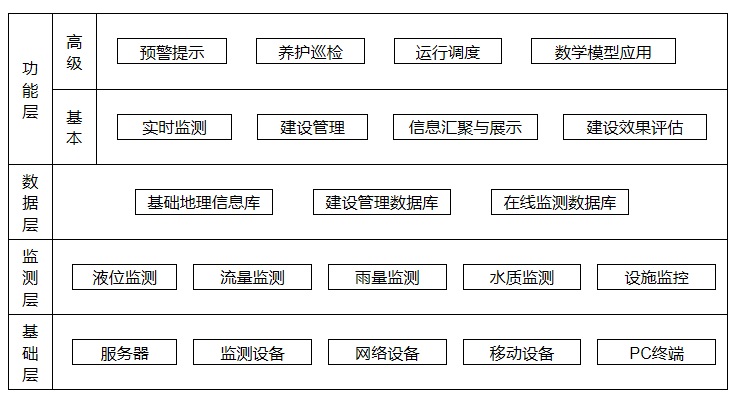 功能层
高级
预警提示 养护巡检 运行调度 数学模型应用
基本
实时监测 建设管理 信息汇聚与展示 建设效果评估
数据层
基础地理信息库 建设管理数据库 在线监测数据库
监测层
液位监测 流量监测 雨量监测 水质监测 设施监控
基础层
服务器 监测设备 网络设备 移动设备 PC终端